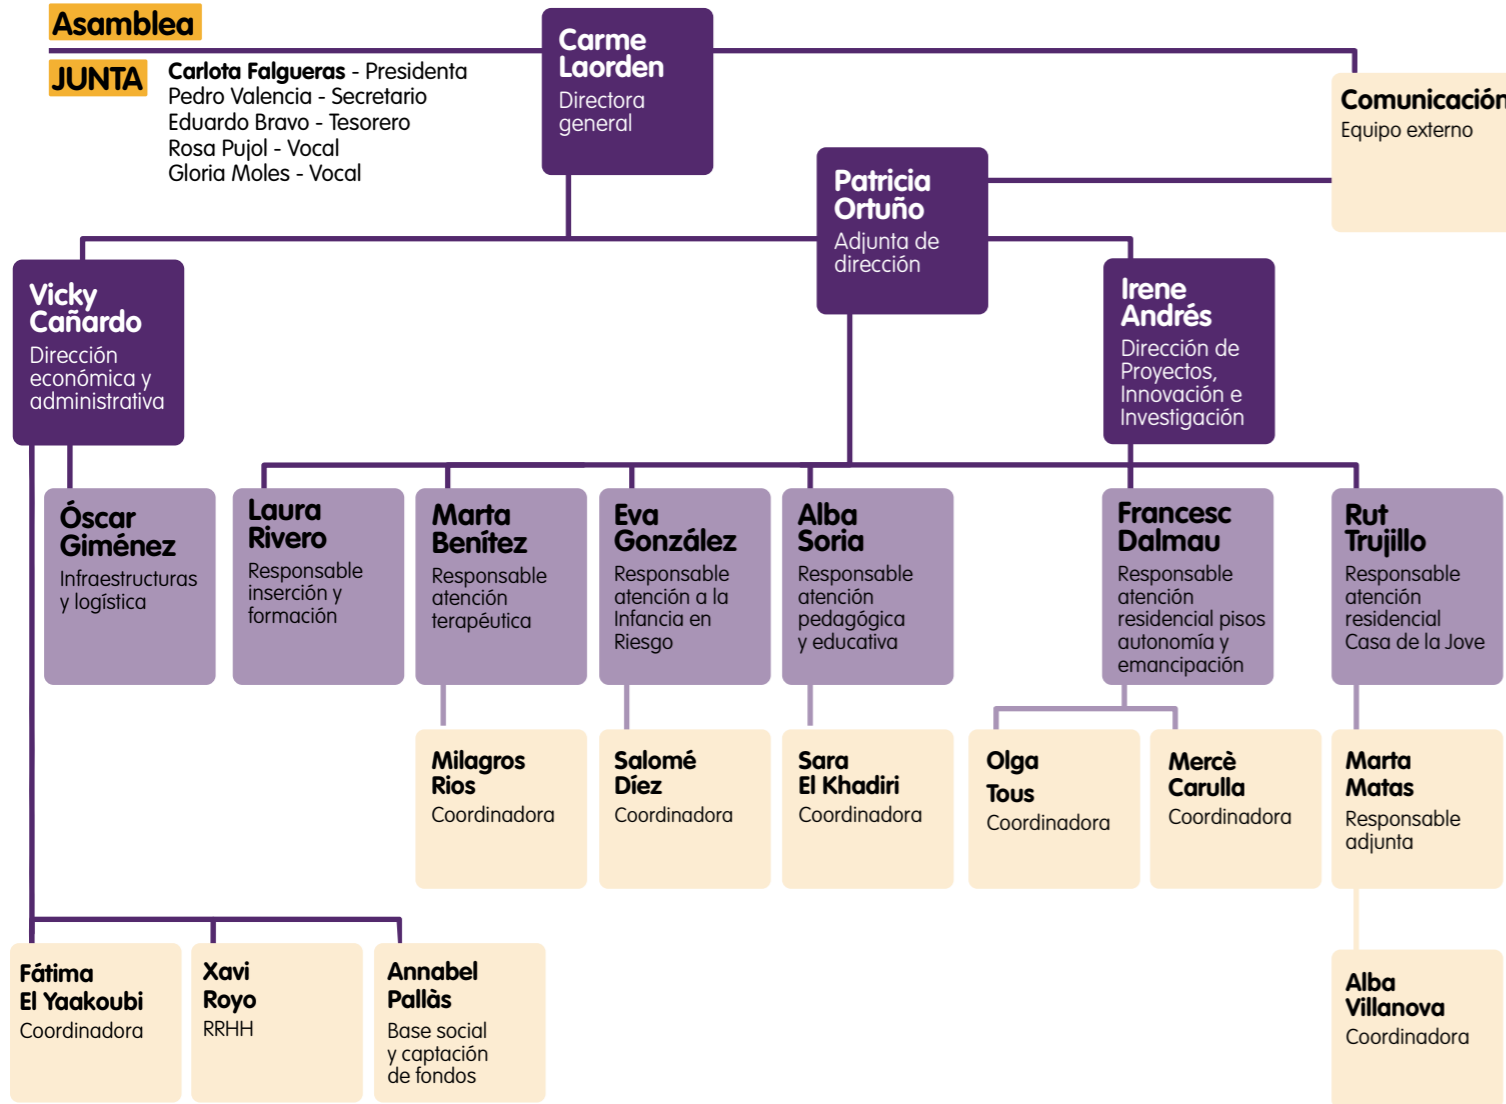 Asamblea
JUNTA
Carlota Falgueras - Presidenta
Pedro Valencia - Secretario
Eduardo Bravo - Tesorero
Rosa Pujol - Vocal
Gloria Moles - Vocal
Carme
Laorden
Directora
general
Comunicación
Equipo externo
Patricia
Ortuño
Adjunta de
dirección
Vicky
Cañardo
Dirección
económica y
administrativa
Irene
Andrés
Dirección de
Proyectos,
Innovación e
Investigación
Óscar
Giménez
Infraestructuras
y logística
Laura
Rivero
Responsable
inserción y
formación
Marta
Benítez
Responsable
atención
terapéutica
Eva
González
Responsable
atención a la
Infancia en
Riesgo
Alba
Soria
Responsable
atención
pedagógica
y educativa
Francesc
Dalmau
Responsable
atención
residencial pisos
autonomía y
emancipación
Rut
Trujillo
Responsable
atención
residencial
Casa de la Jove
Milagros
Rios
Coordinadora
Salomé
Díez
Coordinadora
Sara
El Khadiri
Coordinadora
Olga
Tous
Coordinadora
Mercè
Carulla
Coordinadora
Marta
Matas
Responsable
adjunta
Fátima
El Yaakoubi
Coordinadora
Xavi
Royo
RRHH
Annabel
Pallàs
Base social
y captación
de fondos
Alba
Villanova
Coordinadora